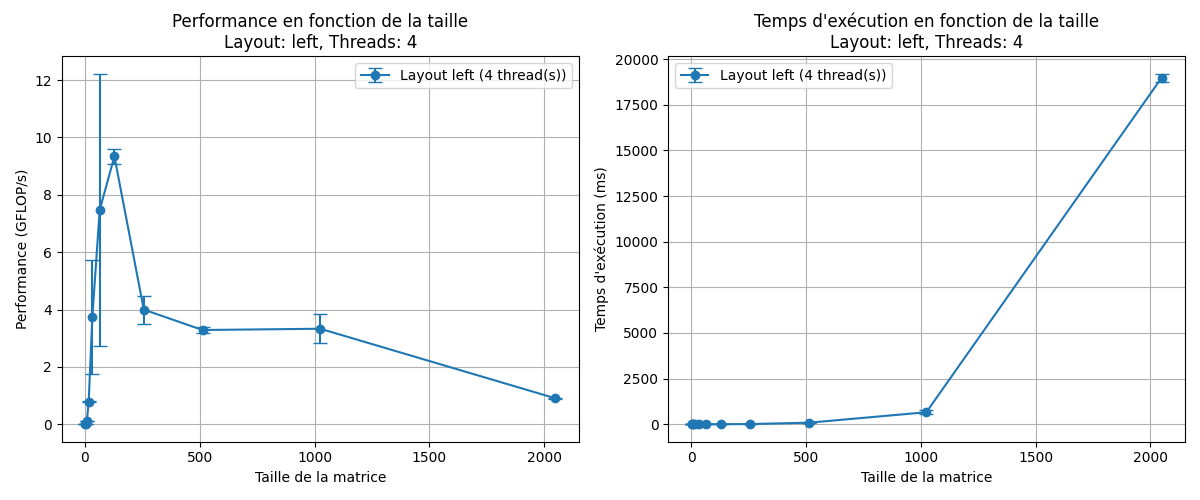 Performance en fonction de la taille
Layout: left, Threads: 4
Layout left (4 thread(s))
12
10
8
6
4
2
0
Performance (GFLOP/s)
0 500 1000 1500 2000
Taille de la matrice
Temps d'exécution en fonction de la taille
Layout: left, Threads: 4
Layout left (4 thread(s))
20000
17500
15000
12500
10000
7500
5000
2500
0
Temps d'exécution (ms)
0 500 1000 1500 2000
Taille de la matrice